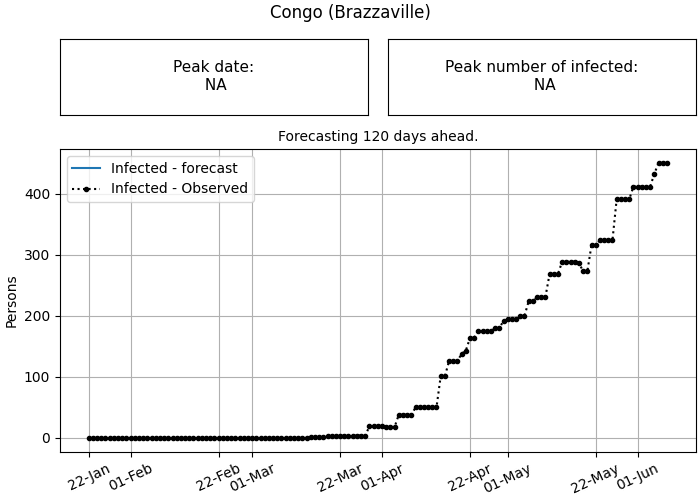 Congo (Brazzaville)
Peak date:
NA
Peak number of infected:
NA
Forecasting 120 days ahead.
Infected - forecast
Infected - Observed
Persons
400
300
200
100
0
22-Jan
01-Feb
22-Feb
01-Mar
22-Mar
01-Apr
22-Apr
01-May
22-May
01-Jun